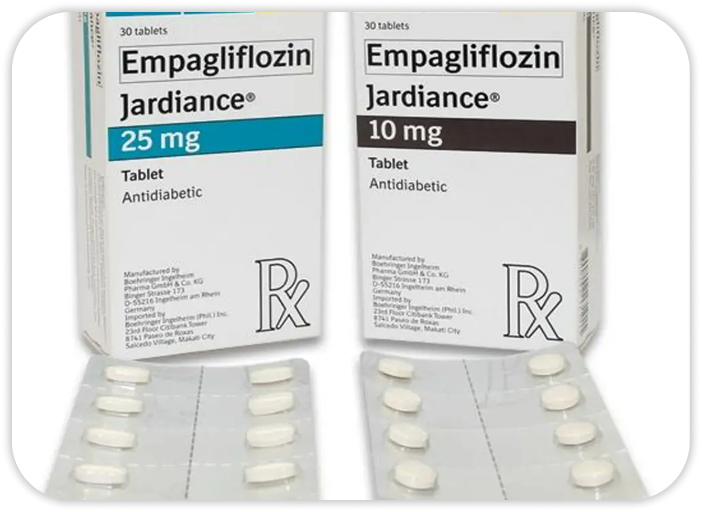 30 tablets
Empagliflozin
Jardiance®
25 mg
Tablet
Antidiabetic
Manufactured by
Boehringer Ingelheim
Pharma GmbH & Co. KG
Binger Strasse 173
D-55216 Ingelheim am Rhein
Germany
Imported by
Boehringer Ingelheim (Phil.) Inc.
23rd Floor Citibank Tower
8741 Paseo de Roxas
Salcedo Village, Makati City
Rx
30 tablets
Empagliflozin
Jardiance®
10 mg
Tablet
Antidiabetic
Manufactured by
Boehringer Ingelheim
Pharma GmbH & Co. KG
Binger Strasse 173
D-55216 Ingelheim am Rhein
Germany
Imported by
Boehringer Ingelheim (Phil.) Inc.
23rd Floor Citibank Tower
8741 Paseo de Roxas
Salcedo Village, Makati City
Rx